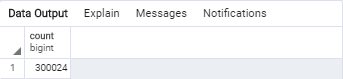 Data Output Explain Messages Notifications
count
bigint
1 300024